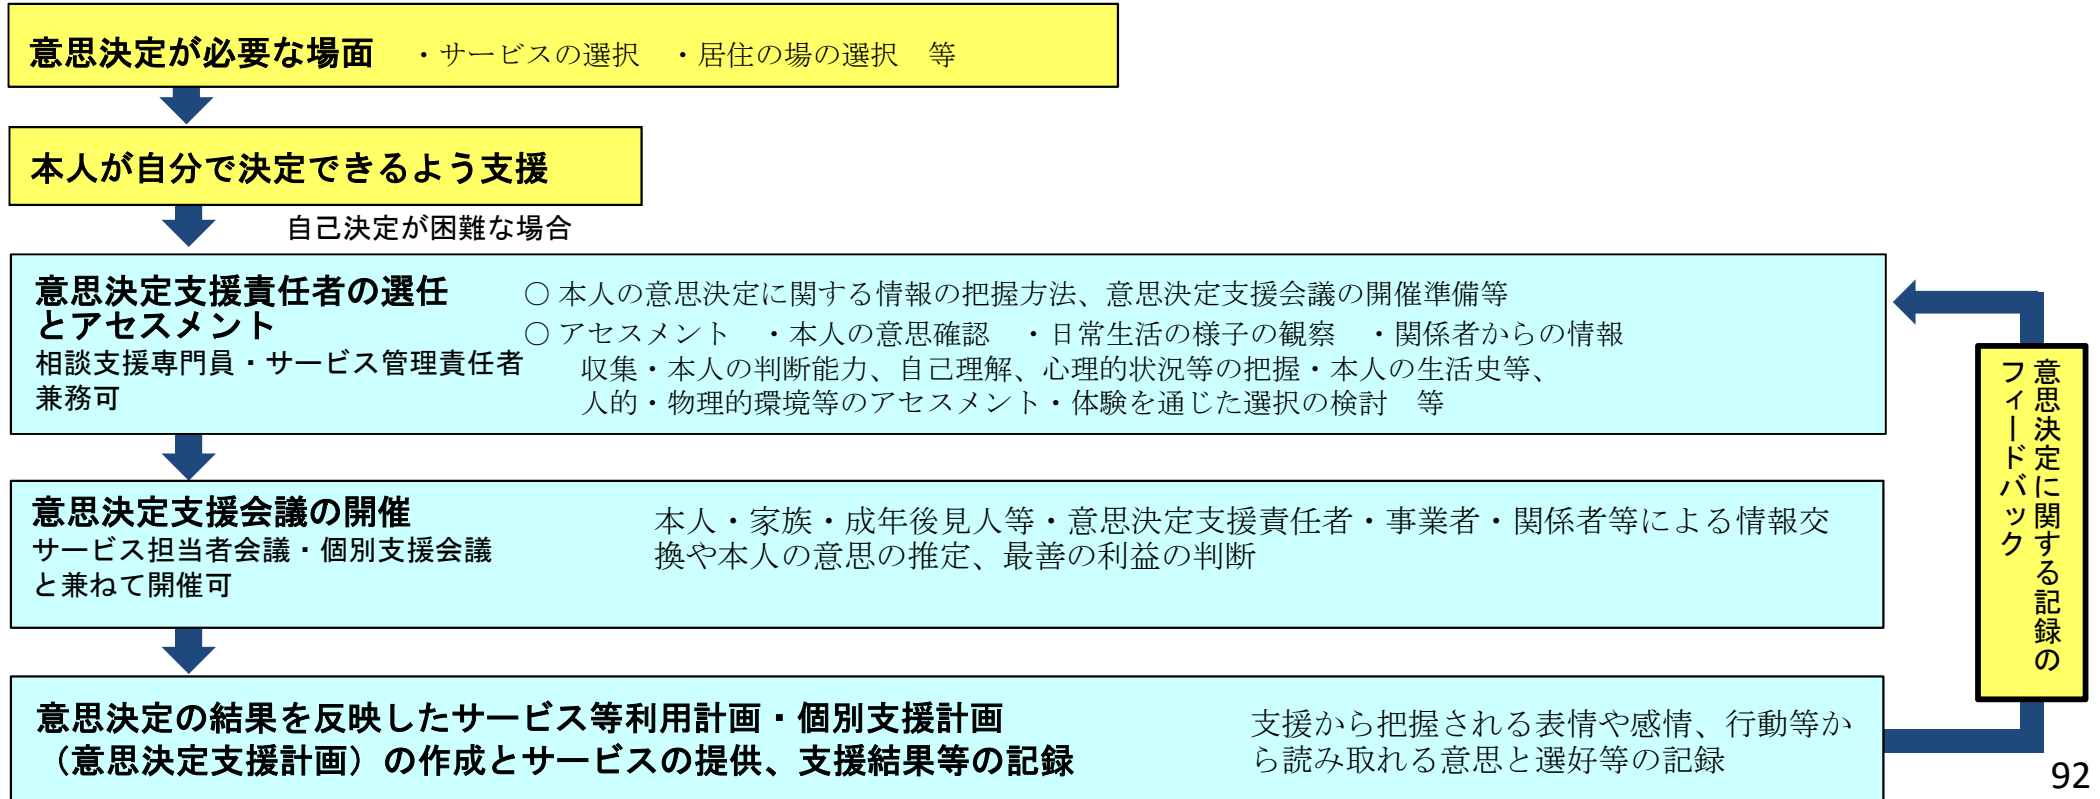 意思決定が必要な場面　・サービスの選択　・居住の場の選択　等
本人が自分で決定できるよう支援
自己決定が困難な場合
意思決定支援責任者の選任
とアセスメント
相談支援専門員・サービス管理責任者
兼務可
○ 本人の意思決定に関する情報の把握方法、意思決定支援会議の開催準備等
○ アセスメント　・本人の意思確認　・日常生活の様子の観察　・関係者からの情報
収集・本人の判断能力、自己理解、心理的状況等の把握・本人の生活史等、
人的・物理的環境等のアセスメント・体験を通じた選択の検討　等
意思決定支援会議の開催
サービス担当者会議・個別支援会議
と兼ねて開催可
本人・家族・成年後見人等・意思決定支援責任者・事業者・関係者等による情報交
換や本人の意思の推定、最善の利益の判断
意思決定の結果を反映したサービス等利用計画・個別支援計画
（意思決定支援計画）の作成とサービスの提供、支援結果等の記録
支援から把握される表情や感情、行動等か
ら読み取れる意思と選好等の記録
意思決定に関する記録の
フィードバック
92